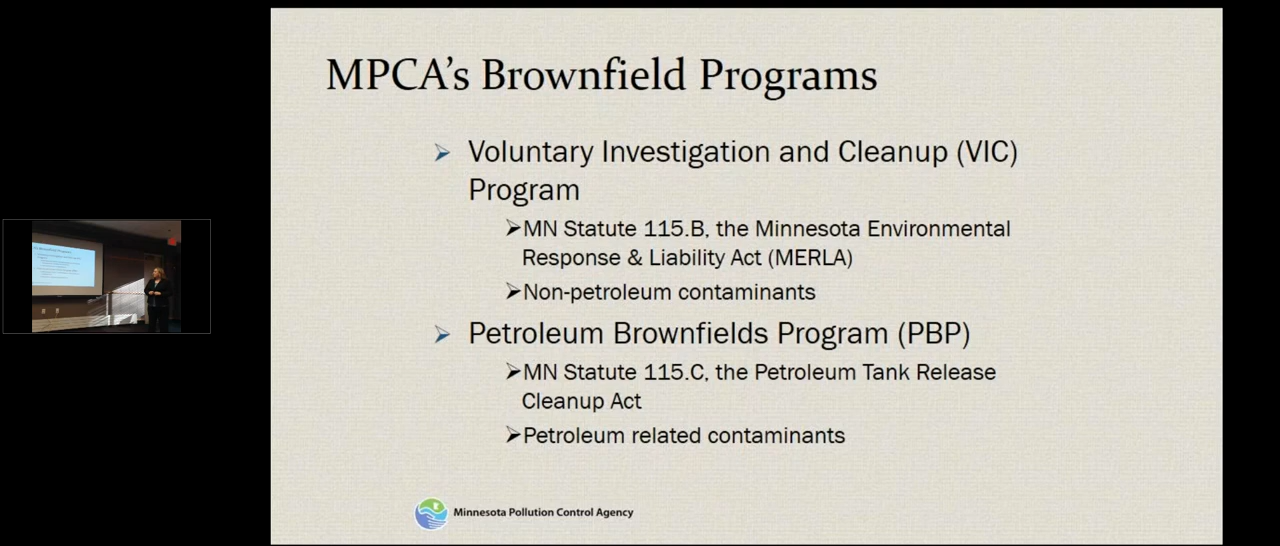 MPCA's Brownfield Programs
Voluntary Investigation and Cleanup (VIC)
Program
MN Statute 115.B, the Minnesota Environmental
Response & Liability Act (MERLA)
Non-petroleum contaminants
Petroleum Brownfields Program (PBP)
MN Statute 115.C, the Petroleum Tank Release
Cleanup Act
Petroleum related contaminants
Minnesota Pollution Control Agency